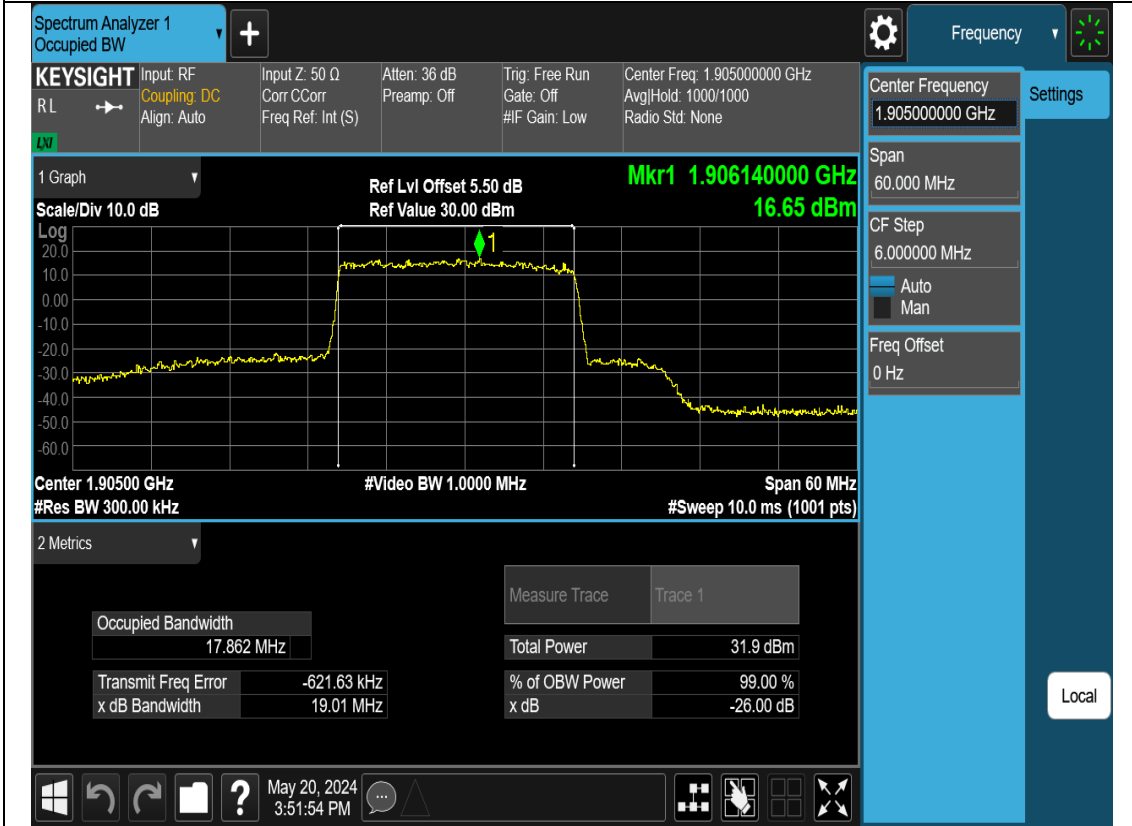 Spectrum Analyzer 1
Occupied BW
+
Frequency
KEYSIGHT
RL
LXI
Input: RF
Coupling: DC
Align: Auto
Input Z: 50 Ω
Corr CCorr
Freq Ref: Int (S)
Atten: 36 dB
Preamp: Off
Trig: Free Run
Gate: Off
#IF Gain: Low
Center Freq: 1.905000000 GHz
Avg|Hold: 1000/1000
Radio Std: None
Center Frequency
1.905000000 GHz
Settings
Span
60.000 MHz
CF Step
6.000000 MHz
Auto
Man
Freq Offset
0 Hz
Local
1 Graph
Scale/Div 10.0 dB
Ref Lvl Offset 5.50 dB
Ref Value 30.00 dBm
Mkr1 1.906140000 GHz
16.65 dBm
Log
1
20.0
10.0
0.00
-10.0
-20.0
-30.0
-40.0
-50.0
-60.0
Center 1.90500 GHz
#Video BW 1.0000 MHz
Span 60 MHz
#Res BW 300.00 kHz
#Sweep 10.0 ms (1001 pts)
2 Metrics
Measure Trace
Trace 1
Occupied Bandwidth
17.862 MHz
Total Power
31.9 dBm
Transmit Freq Error
-621.63 kHz
% of OBW Power
99.00 %
x dB Bandwidth
19.01 MHz
x dB
-26.00 dB
?
May 20, 2024
3:51:54 PM